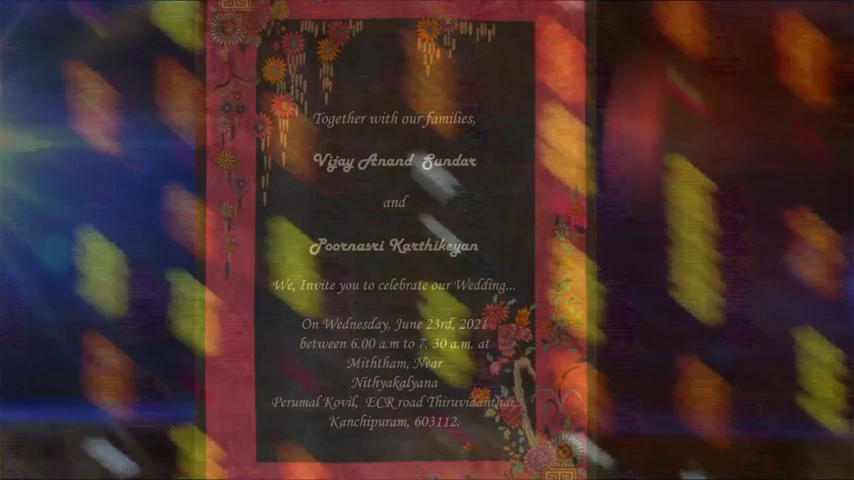 Together with our families,
Vijay Anand Sundar
and
Poornasri Karthikeyan
We, Invite you to celebrate our Wedding...
On Wednesday, June 23rd, 2021
between 6.00 a.m to 7. 30 a.m. at
Miththam, Near
Nithyakalyana
Perumal Kovil, ECR road Thiruvidanthai,
Kanchipuram, 603112.